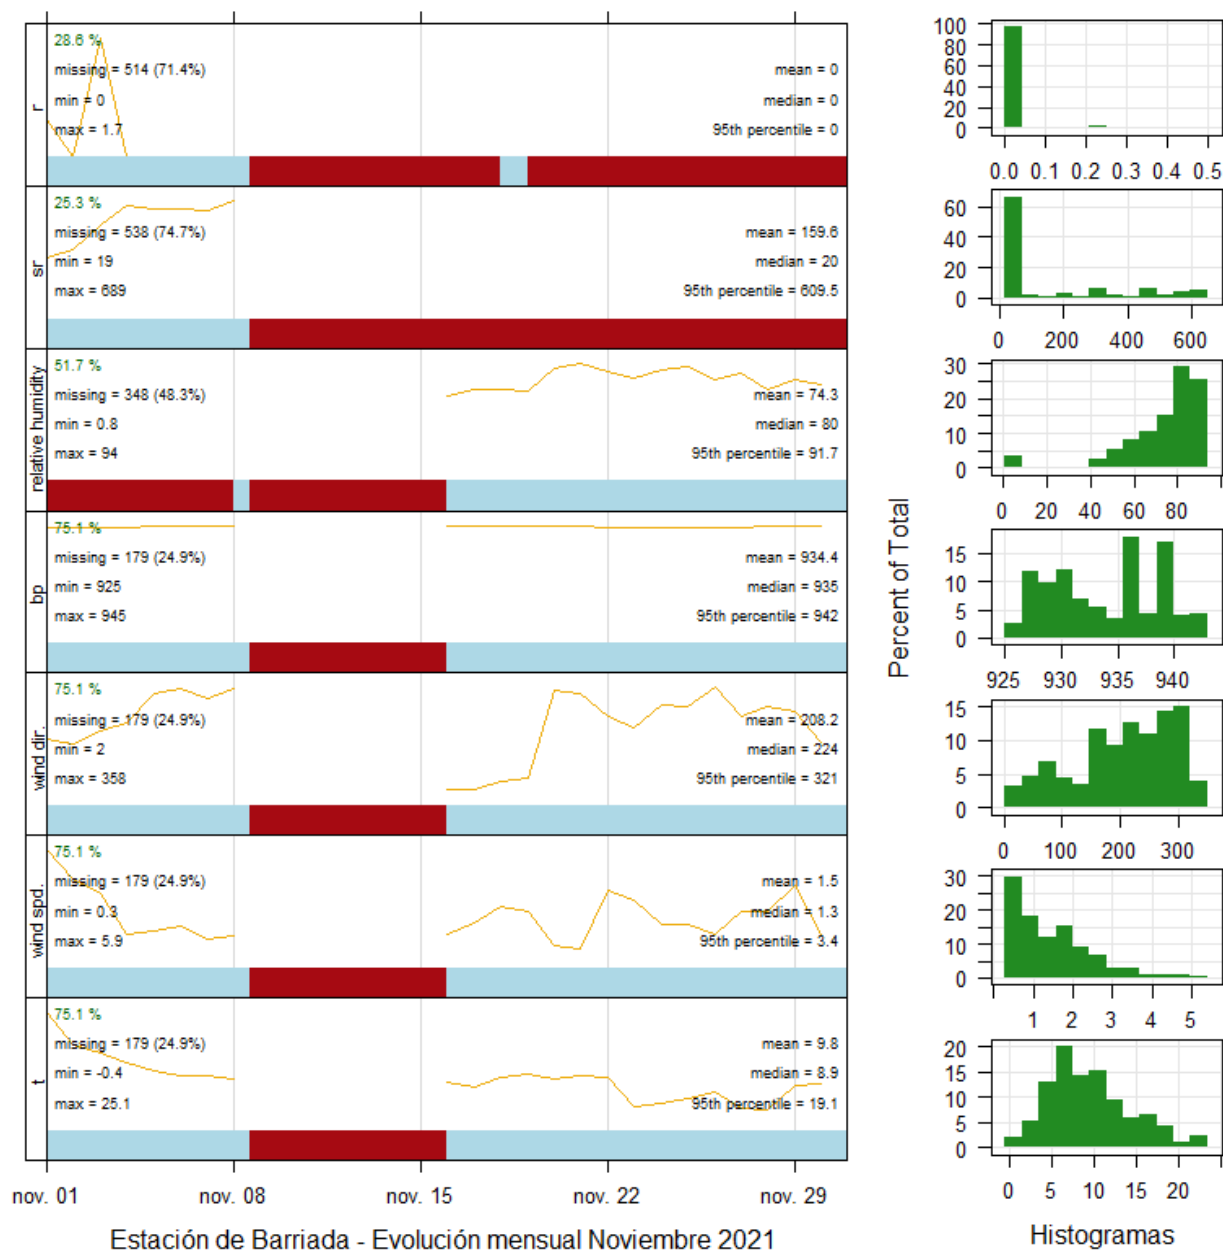 r
28.6 %
missing = 514 (71.4%)
min = 0
max = 1.7
mean = 0
median = 0
95th percentile = 0
100
80
60
40
20
0
0.0 0.1 0.2 0.3 0.4 0.5
sr
25.3 %
missing = 538 (74.7%)
min = 19
max = 689
mean = 159.6
median = 20
95th percentile = 609.5
60
40
20
0
0 200 400 600
relative humidity
51.7 %
missing = 348 (48.3%)
min = 0.8
max = 94
mean = 74.3
median = 80
95th percentile = 91.7
30
20
10
0
0 20 40 60 80
bp
75.1 %
missing = 179 (24.9%)
min = 925
max = 945
mean = 934.4
median = 935
95th percentile = 942
15
10
5
0
925 930 935 940
wind dir.
75.1 %
missing = 179 (24.9%)
min = 2
max = 358
mean = 208.2
median = 224
95th percentile = 321
15
10
5
0
0 100 200 300
wind spd.
75.1 %
missing = 179 (24.9%)
min = 0.3
max = 5.9
mean = 1.5
median = 1.3
95th percentile = 3.4
30
20
10
0
1 2 3 4 5
t
75.1 %
missing = 179 (24.9%)
min = -0.4
max = 25.1
mean = 9.8
median = 8.9
95th percentile = 19.1
20
15
10
5
0
0 5 10 15 20
Percent of Total
nov. 01 nov. 08 nov. 15 nov. 22 nov. 29
Estación de Barriada - Evolución mensual Noviembre 2021
Histogramas